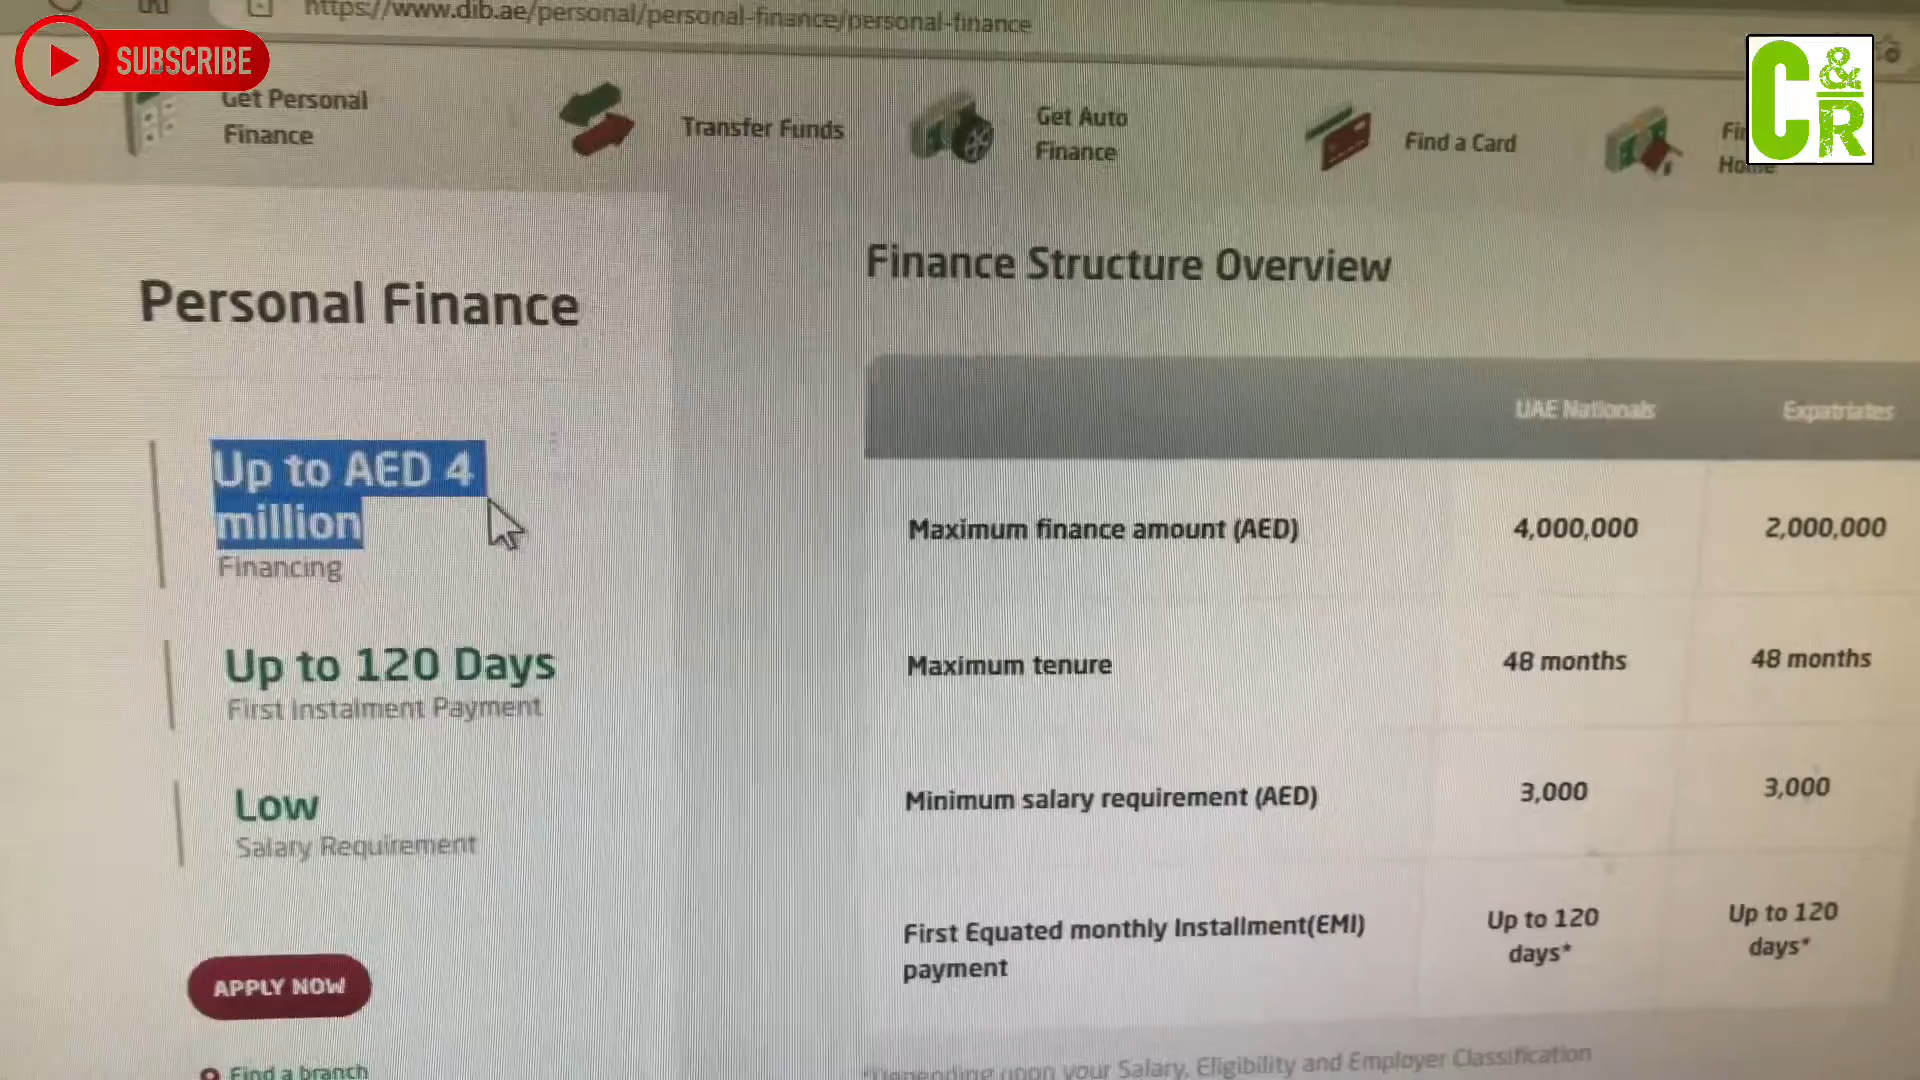 https://www.dib.ae/personal/personal-finance/personal-finance
SUBSCRIBE
C&R
Get Personal
Finance
Transfer Funds
Get Auto
Finance
Find a Card
Personal Finance
Up to AED 4
million
Financing
Up to 120 Days
First Instalment Payment
Low
Salary Requirement
APPLY NOW
Find a branch
Finance Structure Overview
UAE Nationals Expatriates
Maximum finance amount (AED) 4,000,000 2,000,000
Maximum tenure 48 months 48 months
Minimum salary requirement (AED) 3,000 3,000
First Equated monthly Installment(EMI)
payment
Up to 120
days*
Up to 120
days*
*Depending upon your Salary, Eligibility and Employer Classification